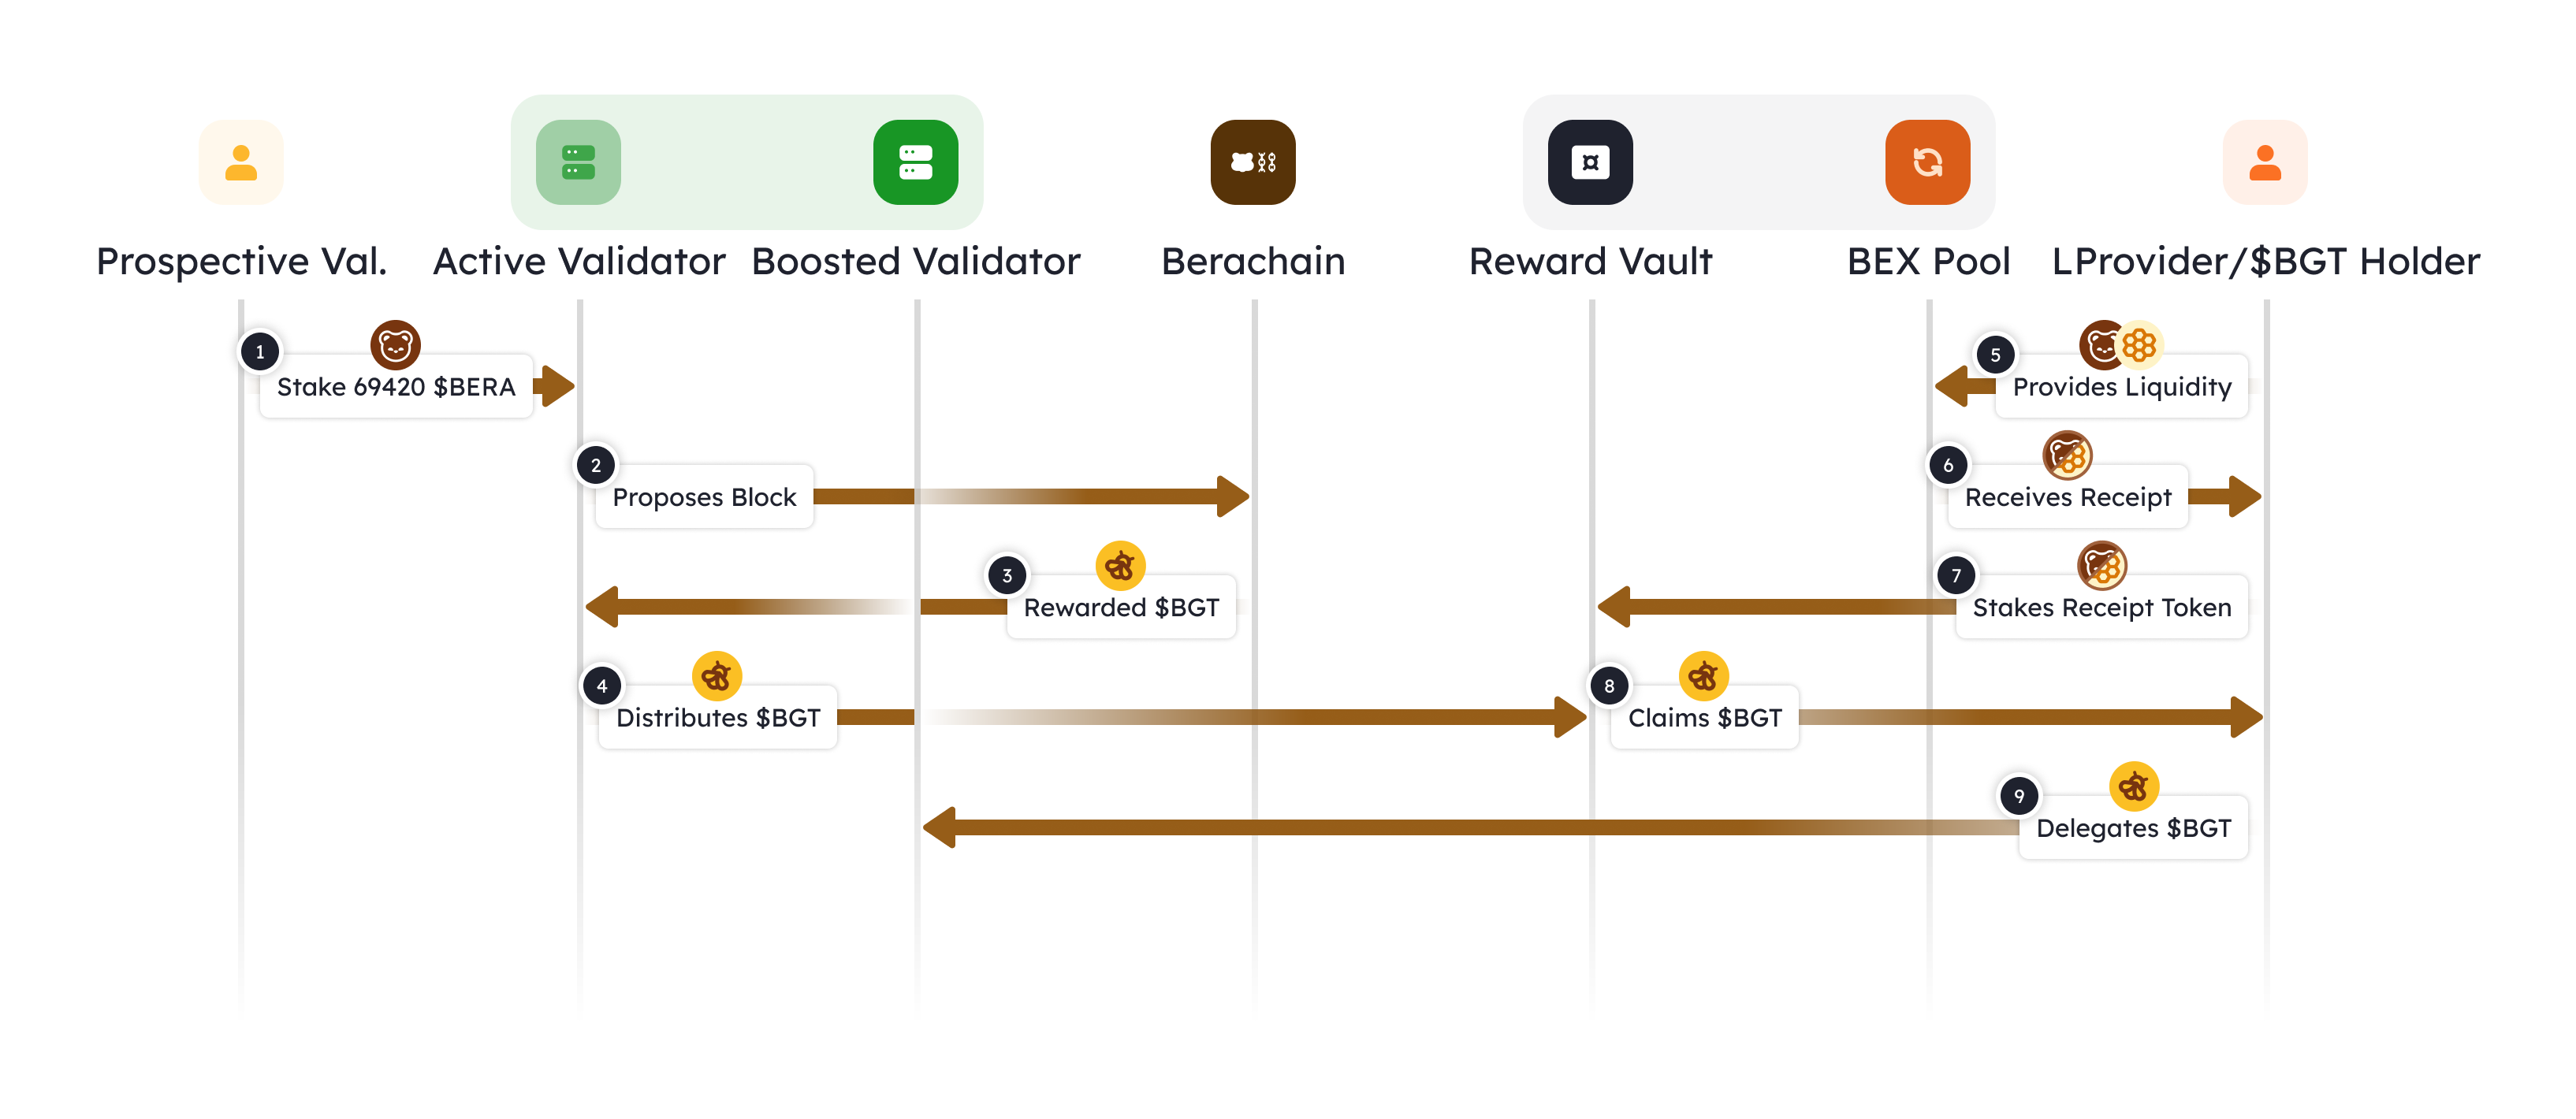 Prospective Val.
Active Validator
Boosted Validator
Berachain
Reward Vault
BEX Pool
LProvider/$BGT Holder
1
Stake 69420 $BERA
5
Provides Liquidity
2
Proposes Block
6
Receives Receipt
3
Rewarded $BGT
7
Stakes Receipt Token
4
Distributes $BGT
8
Claims $BGT
9
Delegates $BGT